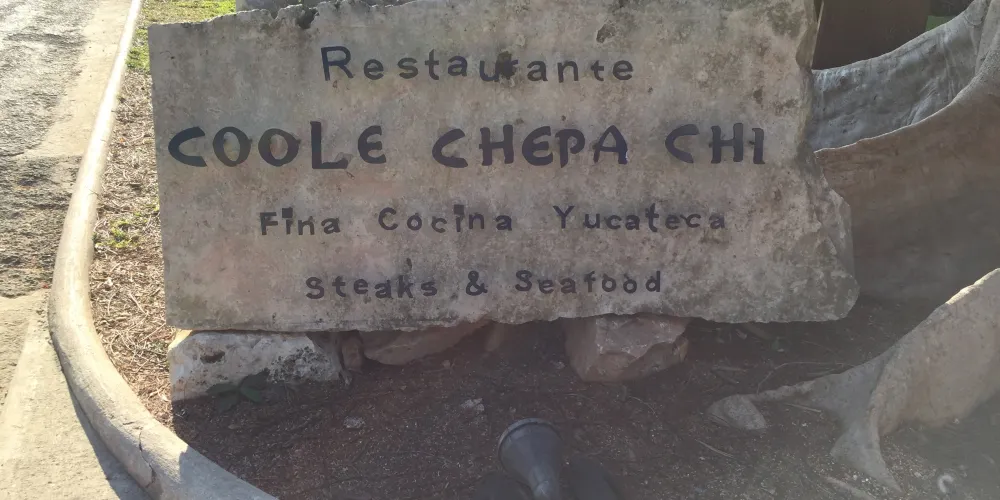 Restaurante
COOLE CHEPA CHI
Fina Cocina Yucateca
Steaks & Seafood